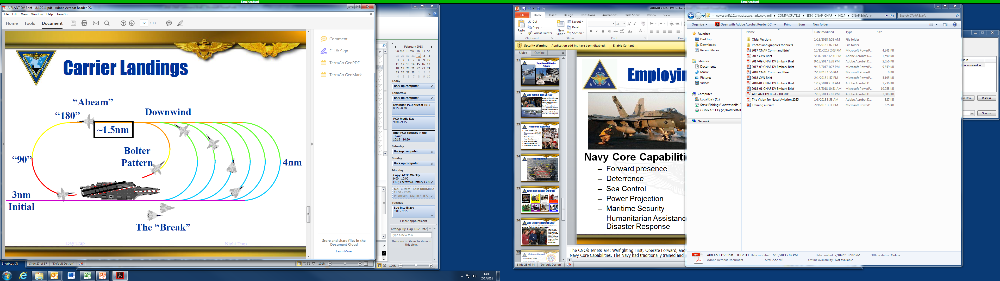 Unclassified
Unclassified
AIRLANT DV Brief - JUL2011.pdf - Adobe Acrobat Reader DC
File Edit View Window Help TerraGo
Home Tools Document 12 / 13
NAVAL AIR FORCE ATLANTIC
Carrier Landings
“Abeam”
“180”
Downwind
~1.5nm
Bolter
Pattern
“90”
4nm
3nm
Initial
The “Break”
Day Trap
Night Trap
Comment
Fill & Sign
TerraGo GeoPDF
TerraGo GeoMark
Store and share files in the
Document Cloud
Learn More
February 2018
Su Mo Tu We Th Fr Sa
28 29 30 31 1 2 3
4 5 6 7 8 9 10
11 12 13 14 15 16 17
18 19 20 21 22 23 24
25 26 27 28 1 2 3
4 5 6 7 8 9 10
Today
Back up computer
Tomorrow
back up computer
reminder: PCO brief at 1015
8:15 - 8:30
PCO Media Day
9:00 - 9:15
Brief PCO Spouses in the
Tower
10:15 - 10:30
Saturday
Backup computer
Sunday
Back up computer
Monday
Copy: ACOS Weekly
9:00 - 10:00
FBR; Czerewko, Jeffrey J CAI
NAE COMM TEAM DRUMBEA
11:00 - 12:00
Phonecon - Dial-in #: (877)
Tuesday
Log into iNavy
9:00 - 9:15
1 more appointment
Arrange By: Flag: Due Date
Type a new task
There are no items to show in
this view.
100%
Shortcut (3)
Slide 27 of 37 "Default Design" 101%
14:11
2/1/2018
2018-01 CNAF DV Embark
File Home Insert Design Transitions Animations Slide Show Review View
Paste
Cut
Copy
Format Painter
Clipboard
New
Slide
Layout
Reset
Section
Slides
18
Font
Parag
Security Warning Application add-ins have been disabled. Enable Content
Slides Outline
31
Your Aircraft Carrier
Embark
32
Your Flight in the C-2A "COD"
33
What You'll Experience
34
The Flight Deck
35
Flight Deck Rainbow Wardrobe
36
Your Embark: Engage the Crew
37
Welcome Aboard!
Employin
Navy Core Capabiliti
– Forward presence
– Deterrence
– Sea Control
– Power Projection
– Maritime Security
– Humanitarian Assistanc
Disaster Response
The CNO's Tenets are: Warfighting First, Operate Forward, and
Navy Core Capabilities. The Navy had traditionally trained and
Slide 25 of 44 "Default Design"
« nawesdnifs101v.nadsuswe.nads.navy.mil ▸ COMPACFLT11$ ▸ SDNI_CNAP_CNAF ▸ N01P ▸ CNAF Briefs ▸
Search CNAF Briefs
Organize Open with Adobe Acrobat Reader DC Print Burn New folder
Favorites
Desktop
Downloads
Recent Places
Libraries
Documents
Music
Pictures
Videos
Computer
Local Disk (C:)
Steve.Fiebing (\\nawesdnifs10
COMPACFLT$ (\\NAWESDNIF
Network
Name Date modified Type Size
Older Versions 1/18/2018 9:58 AM File folder
Photos and graphics for briefs 1/9/2018 1:07 PM File folder
2017 CNAF Command Brief 10/11/2017 2:03 PM Microsoft PowerP... 4,341 KB
2017 CVN Brief 5/31/2017 12:31 PM Adobe Acrobat D... 1,590 KB
2017-09 CNAF DV Embark Brief 9/13/2017 1:28 PM Adobe Acrobat D... 2,656 KB
2017-09 CNAF DV Embark Brief 9/13/2017 1:27 PM Microsoft PowerP... 9,859 KB
2018 CNAF Command Brief 2/1/2018 1:56 PM Microsoft PowerP... 0 KB
2018 CVN Brief 2/1/2018 1:57 PM Microsoft PowerP... 5,195 KB
2018-01 CNAF DV Embark Brief 1/19/2018 9:37 AM Adobe Acrobat D... 2,736 KB
2018-01 CNAF DV Embark Brief 1/18/2018 10:51 AM Microsoft PowerP... 10,058 KB
AIRLANT DV Brief - JUL2011 7/10/2013 2:02 PM Adobe Acrobat D... 2,688 KB
The Vision for Naval Aviation 2025 1/8/2013 8:58 AM Adobe Acrobat D... 327 KB
Training aircraft 2/9/2015 3:11 PM Microsoft PowerP... 625 KB
AIRLANT DV Brief - JUL2011 Date modified: 7/10/2013 2:02 PM Date created: 7/10/2013 2:02 PM Offline status: Online
Adobe Acrobat Document Size: 2.62 MB Offline availability: Not available
ue in
hours overdue
en Item
Dismiss
Snooze